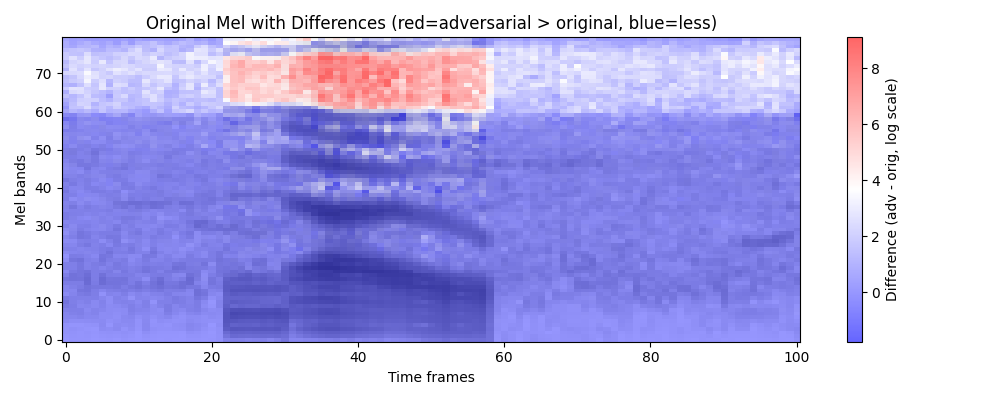 Original Mel with Differences (red=adversarial > original, blue=less)
70
60
50
40
30
20
10
0
Mel bands
0 20 40 60 80 100
Time frames
8
6
4
2
0
Difference (adv - orig, log scale)